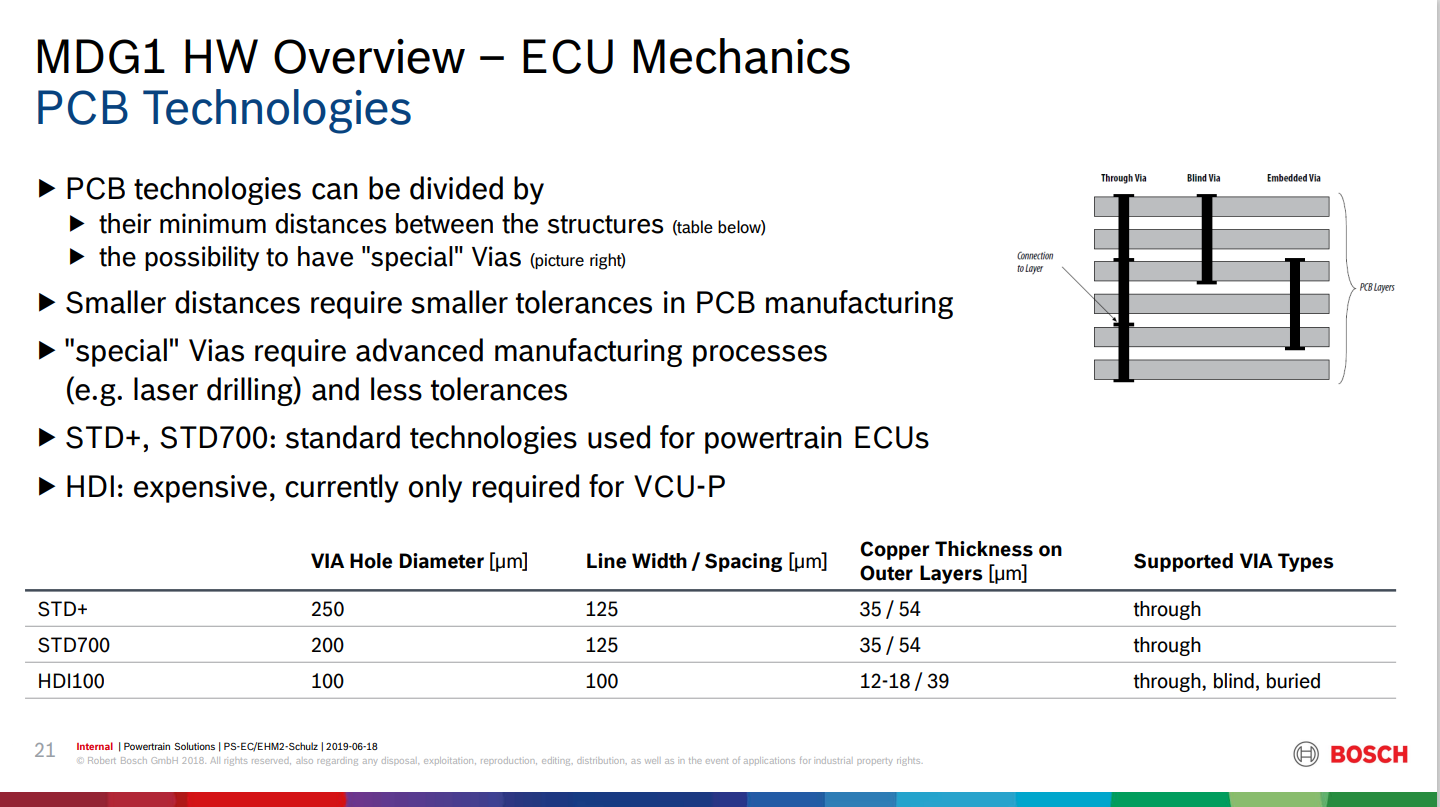 MDG1 HW Overview – ECU Mechanics
PCB Technologies
PCB technologies can be divided by
their minimum distances between the structures (table below)
the possibility to have "special" Vias (picture right)
Smaller distances require smaller tolerances in PCB manufacturing
"special" Vias require advanced manufacturing processes
(e.g. laser drilling) and less tolerances
STD+, STD700: standard technologies used for powertrain ECUs
HDI: expensive, currently only required for VCU-P
Through Via Blind Via Embedded Via
Connection
to Layer
PCB Layers
VIA Hole Diameter [µm] Line Width / Spacing [µm] Copper Thickness on Outer Layers [µm] Supported VIA Types
STD+ 250 125 35 / 54 through
STD700 200 125 35 / 54 through
HDI100 100 100 12-18 / 39 through, blind, buried
21
Internal | Powertrain Solutions | PS-EC/EHM2-Schulz | 2019-06-18
© Robert Bosch GmbH 2018. All rights reserved, also regarding any disposal, exploitation, reproduction, editing, distribution, as well as in the event of applications for industrial property rights.
BOSCH